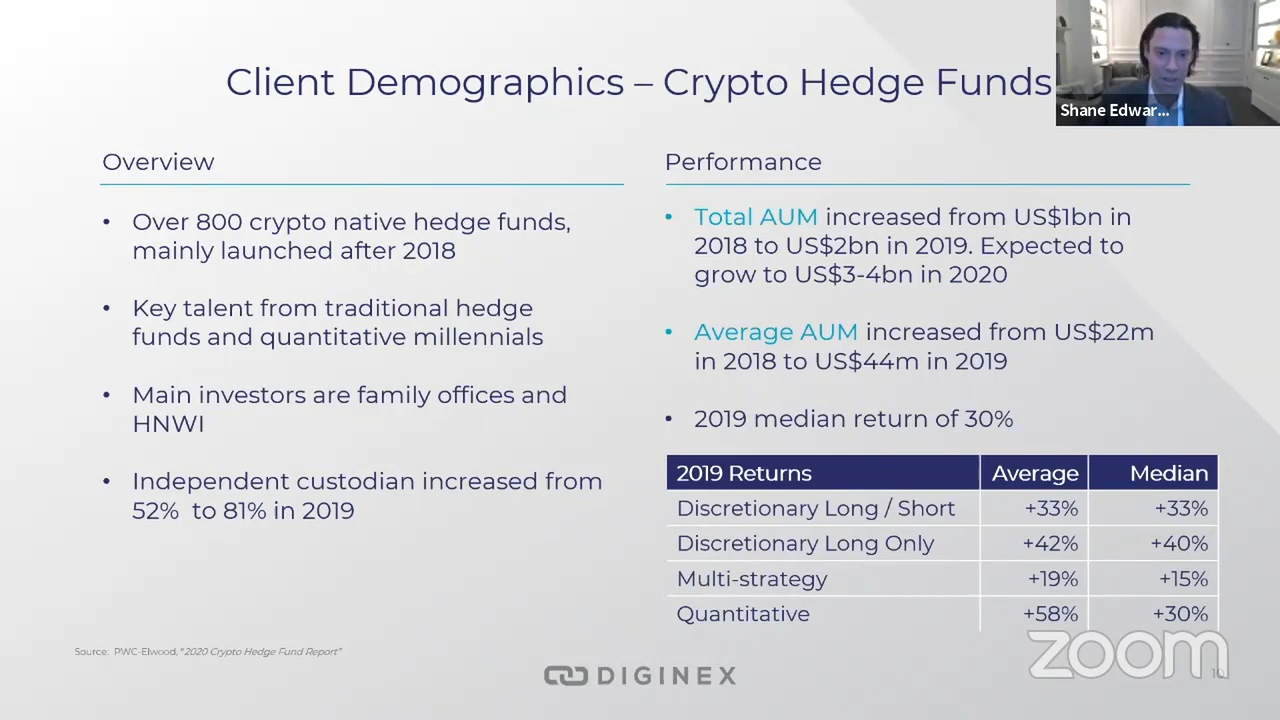 Client Demographics – Crypto Hedge Funds
Shane Edwar...
Overview
• Over 800 crypto native hedge funds,
mainly launched after 2018
• Key talent from traditional hedge
funds and quantitative millennials
• Main investors are family offices and
HNWI
• Independent custodian increased from
52%  to 81% in 2019
Performance
• Total AUM increased from US$1bn in
2018 to US$2bn in 2019. Expected to
grow to US$3-4bn in 2020
• Average AUM increased from US$22m
in 2018 to US$44m in 2019
• 2019 median return of 30%
2019 Returns Average Median
Discretionary Long / Short +33% +33%
Discretionary Long Only +42% +40%
Multi-strategy +19% +15%
Quantitative +58% +30%
Source: PWC-Elwood, "2020 Crypto Hedge Fund Report"
DIGINEX
zoom
10